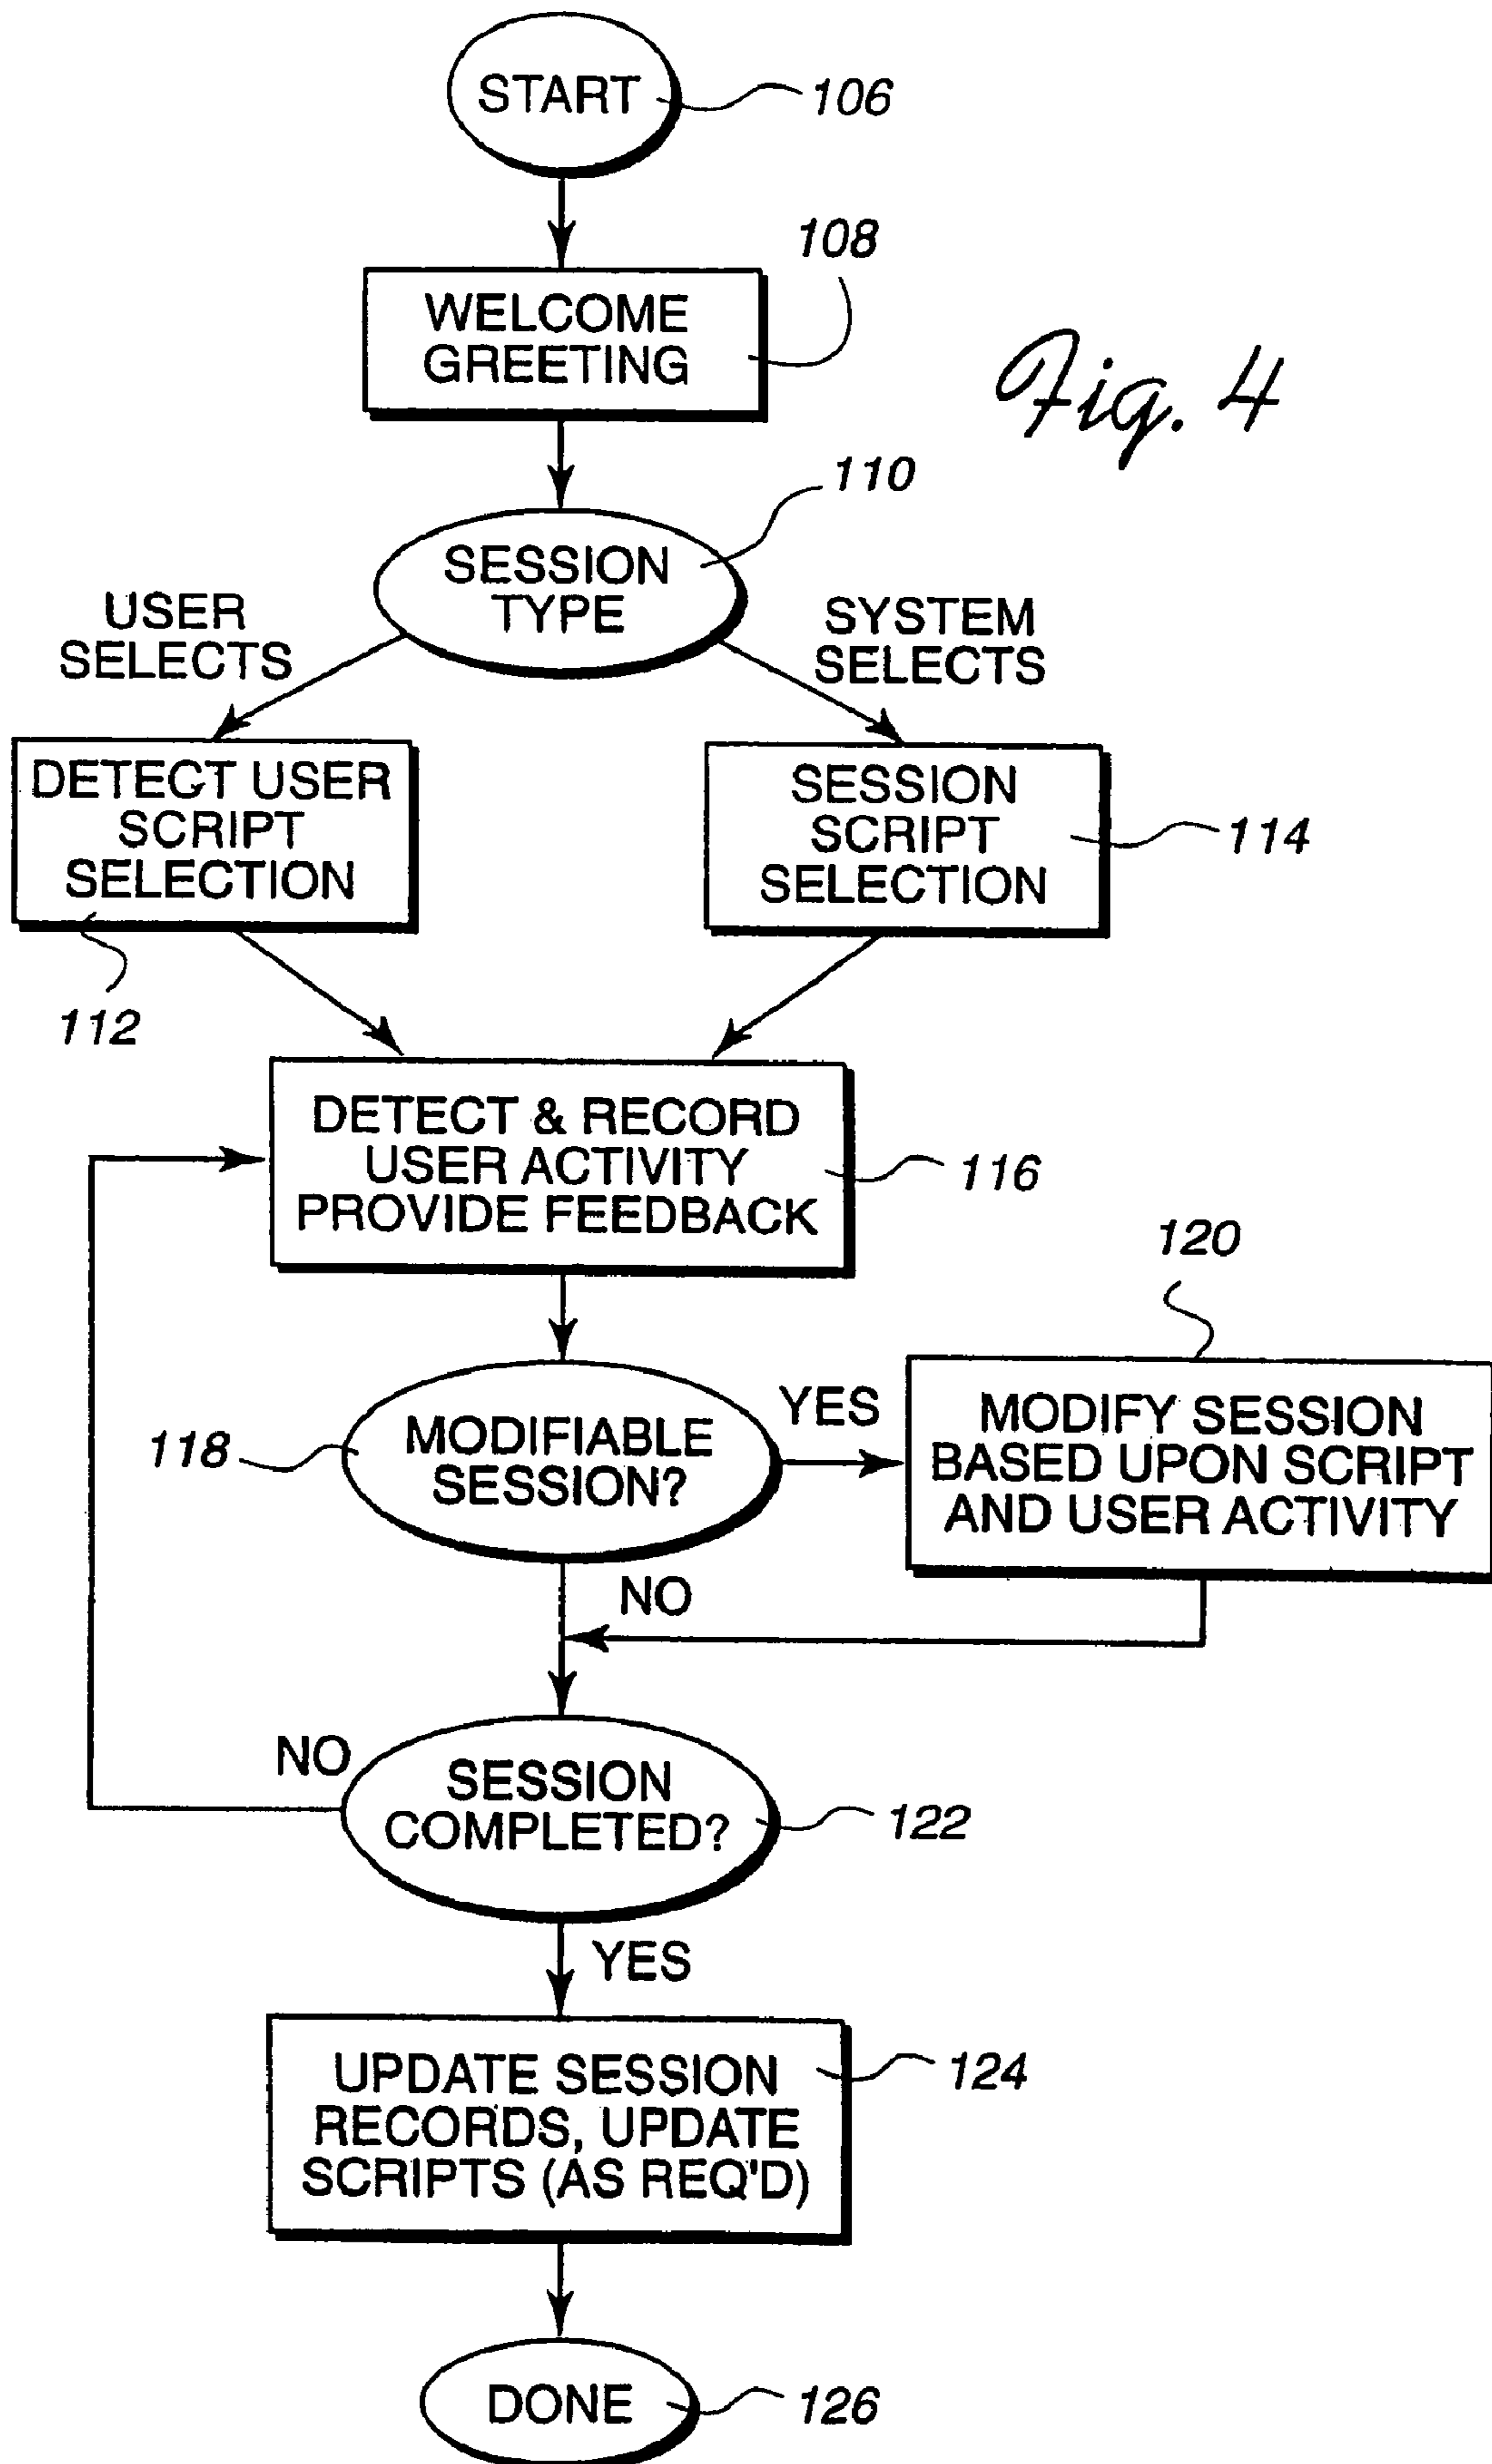 START
106
108
WELCOME
GREETING
Fig. 4
110
SESSION
TYPE
USER
SELECTS
SYSTEM
SELECTS
DETECT USER
SCRIPT
SELECTION
SESSION
SCRIPT
SELECTION
114
112
DETECT & RECORD
USER ACTIVITY
PROVIDE FEEDBACK
116
120
118
MODIFIABLE
SESSION?
YES
MODIFY SESSION
BASED UPON SCRIPT
AND USER ACTIVITY
NO
NO
SESSION
COMPLETED?
122
YES
UPDATE SESSION
RECORDS, UPDATE
SCRIPTS (AS REQ'D)
124
DONE
126